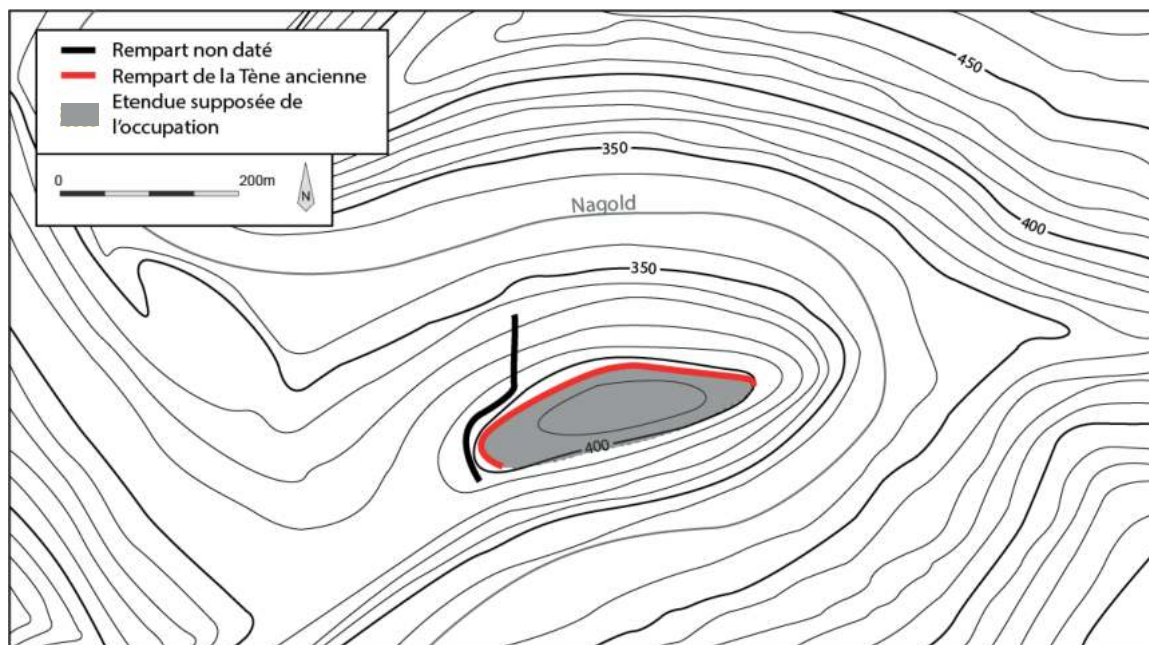 Rempart non daté
Rempart de la Tène ancienne
Etendue supposée de
l'occupation
0 200m
N
450
350
Nagold
400
350
400